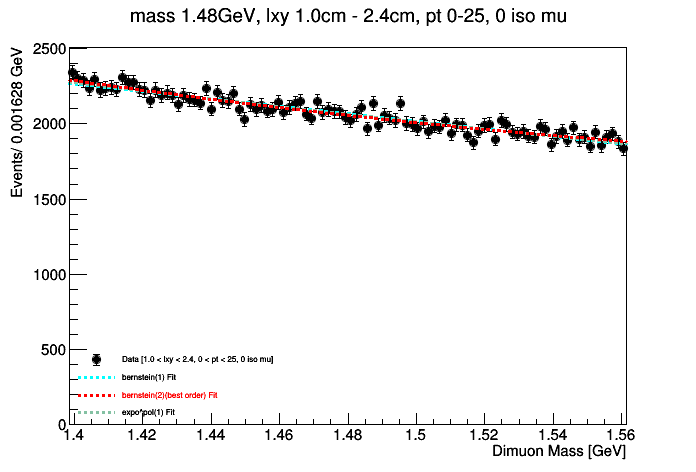 mass 1.48GeV, lxy 1.0cm - 2.4cm, pt 0-25, 0 iso mu
Events/ 0.001628 GeV
2500
2000
1500
1000
500
0
Data [1.0 < lxy < 2.4, 0 < pt < 25, 0 iso mu]
bernstein(1) Fit
bernstein(2)(best order) Fit
expo*pol(1) Fit
1.4 1.42 1.44 1.46 1.48 1.5 1.52 1.54 1.56
Dimuon Mass [GeV]